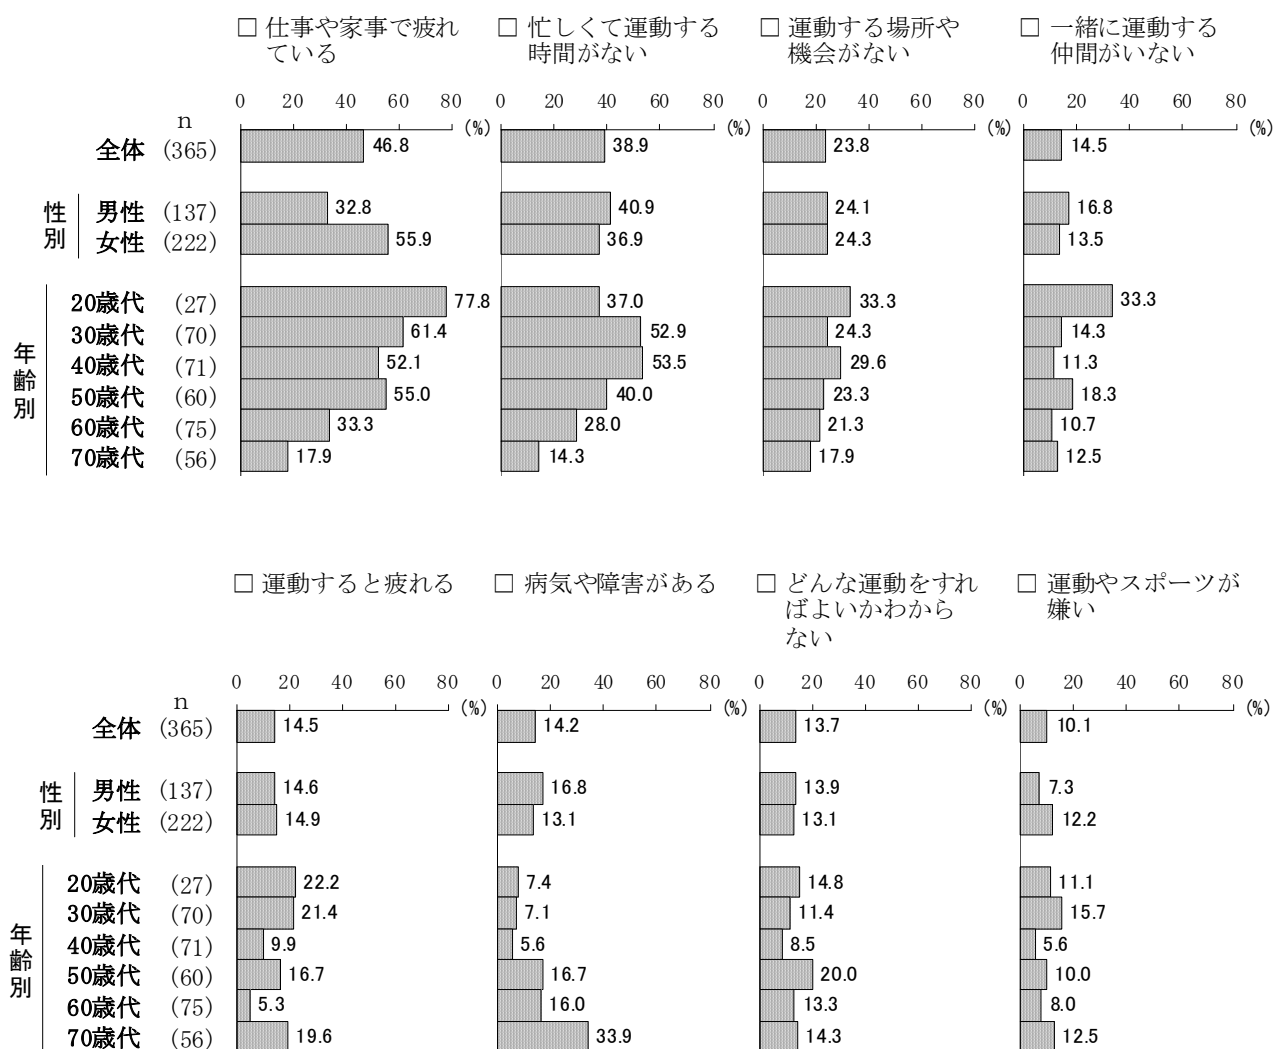 □ 仕事や家事で疲れ
ている
□ 忙しくて運動する
時間がない
□ 運動する場所や
機会がない
□ 一緒に運動する
仲間がいない
0 20 40 60 80 0 20 40 60 80 0 20 40 60 80 0 20 40 60 80
n (%) (%) (%) (%)
全体 (365) 46.8 38.9 23.8 14.5
性別
男性 (137) 32.8 40.9 24.1 16.8
女性 (222) 55.9 36.9 24.3 13.5
年齢別
20歳代 (27) 77.8 37.0 33.3 33.3
30歳代 (70) 61.4 52.9 24.3 14.3
40歳代 (71) 52.1 53.5 29.6 11.3
50歳代 (60) 55.0 40.0 23.3 18.3
60歳代 (75) 33.3 28.0 21.3 10.7
70歳代 (56) 17.9 14.3 17.9 12.5
□ 運動すると疲れる
□ 病気や障害がある
□ どんな運動をすれ
ばよいかわから
ない
□ 運動やスポーツが
嫌い
0 20 40 60 80 0 20 40 60 80 0 20 40 60 80 0 20 40 60 80
n (%) (%) (%) (%)
全体 (365) 14.5 14.2 13.7 10.1
性別
男性 (137) 14.6 16.8 13.9 7.3
女性 (222) 14.9 13.1 13.1 12.2
年齢別
20歳代 (27) 22.2 7.4 14.8 11.1
30歳代 (70) 21.4 7.1 11.4 15.7
40歳代 (71) 9.9 5.6 8.5 5.6
50歳代 (60) 16.7 16.7 20.0 10.0
60歳代 (75) 5.3 16.0 13.3 8.0
70歳代 (56) 19.6 33.9 14.3 12.5